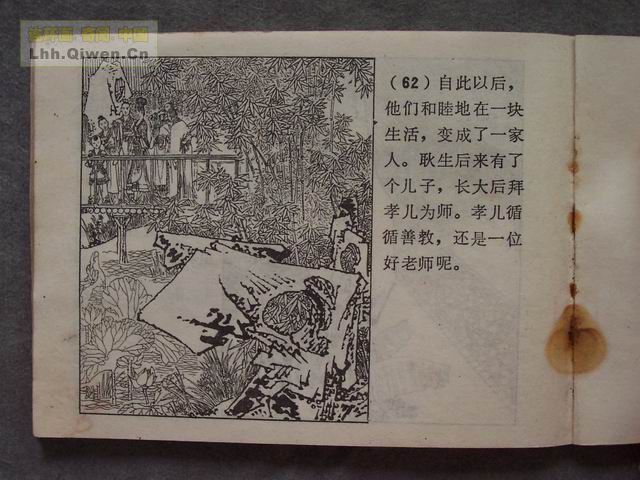 连环画·奇闻·中国
Lhh.Qiwen.Cn
（62）自此以后，
他们和睦地在一块
生活，变成了一家
人。耿生后来有了
个儿子，长大后拜
孝儿为师。孝儿循
循善教，还是一位
好老师呢。